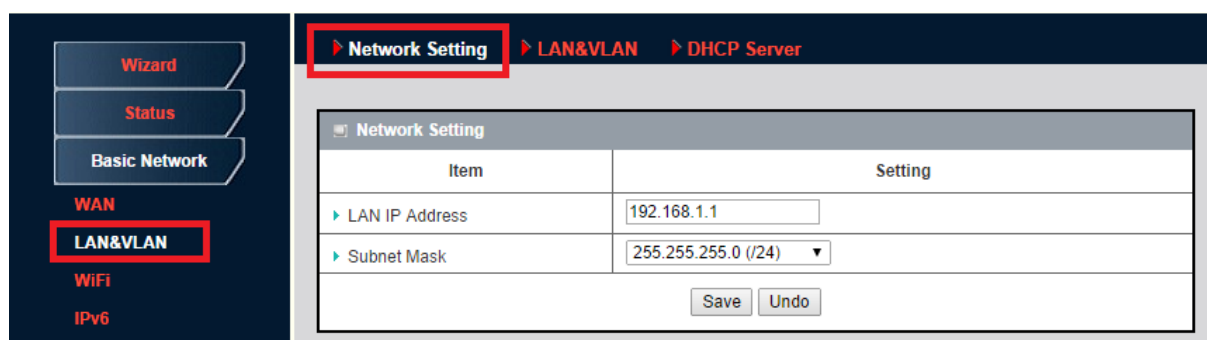 Wizard
Status
Basic Network
WAN
LAN&VLAN
WiFi
IPv6
Network Setting LAN&VLAN DHCP Server
Network Setting
Item Setting
LAN IP Address 192.168.1.1
Subnet Mask 255.255.255.0 (/24)
Save Undo